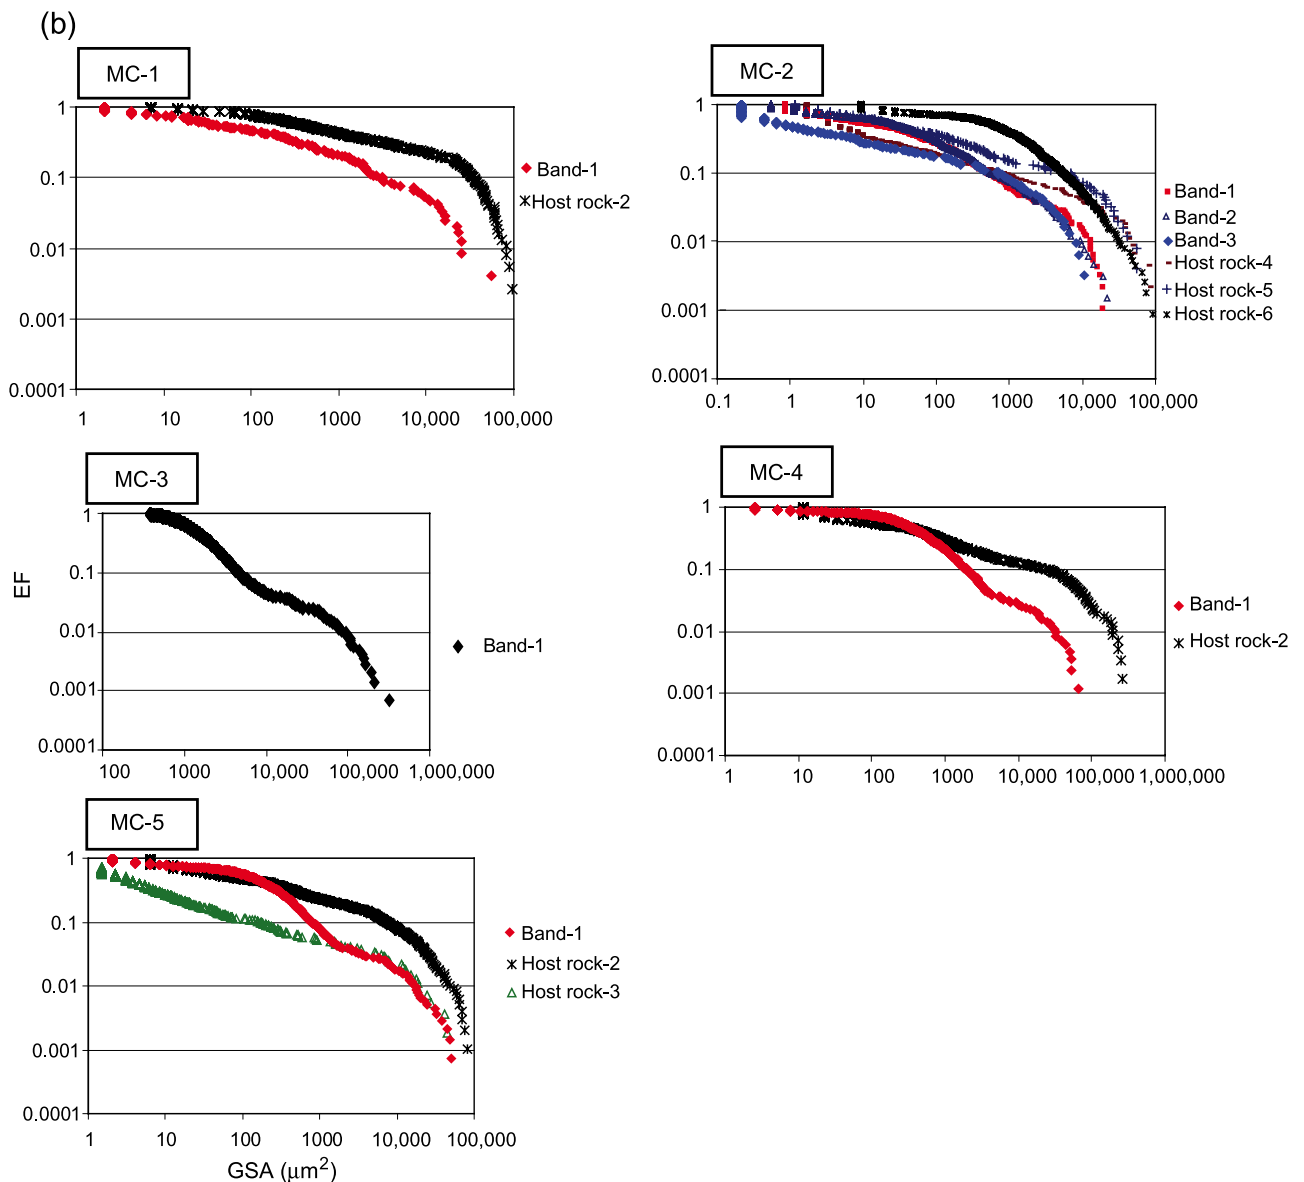 (b)
MC-1
1
0.1
0.01
0.001
0.0001
1 10 100 1000 10,000 100,000
Band-1
Host rock-2
MC-2
1
0.1
0.01
0.001
0.0001
0.1 1 10 100 1000 10,000 100,000
Band-1
Band-2
Band-3
Host rock-4
Host rock-5
Host rock-6
MC-3
EF
1
0.1
0.01
0.001
0.0001
100 1000 10,000 100,000 1,000,000
Band-1
MC-4
1
0.1
0.01
0.001
0.0001
1 10 100 1000 10,000 100,000 1,000,000
Band-1
Host rock-2
MC-5
1
0.1
0.01
0.001
0.0001
1 10 100 1000 10,000 100,000
GSA (μm²)
Band-1
Host rock-2
Host rock-3